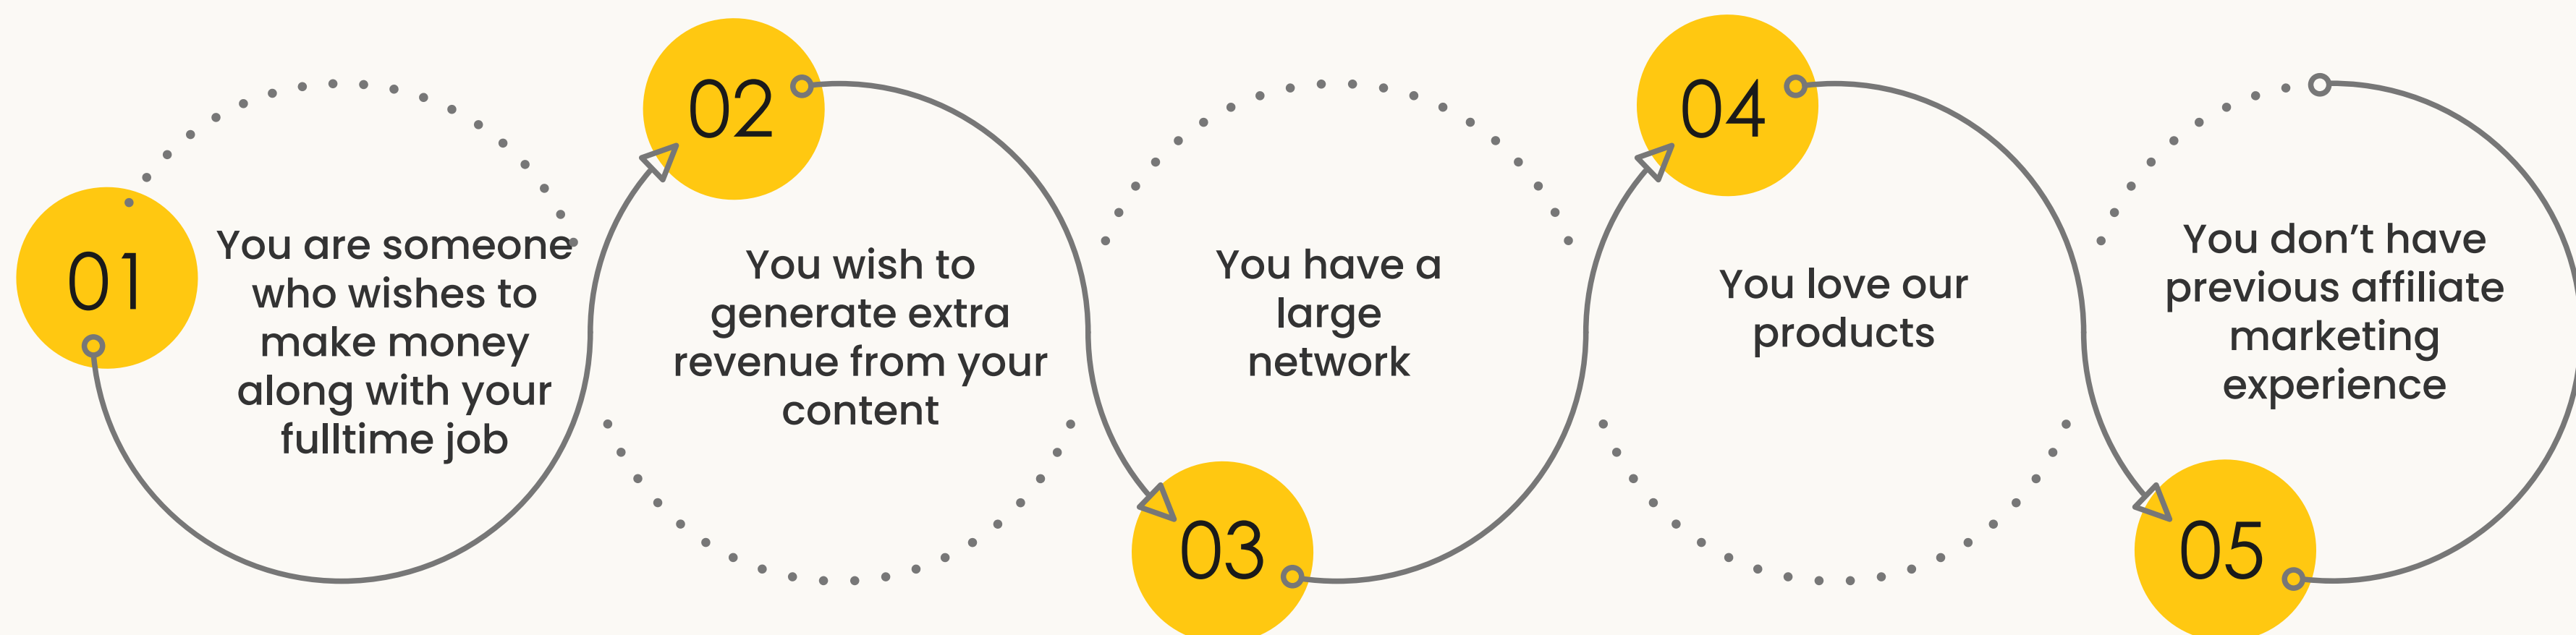 01
You are someone
who wishes to
make money
along with your
fulltime job
02
You wish to
generate extra
revenue from your
content
03
You have a
large
network
04
You love our
products
05
You don’t have
previous affiliate
marketing
experience